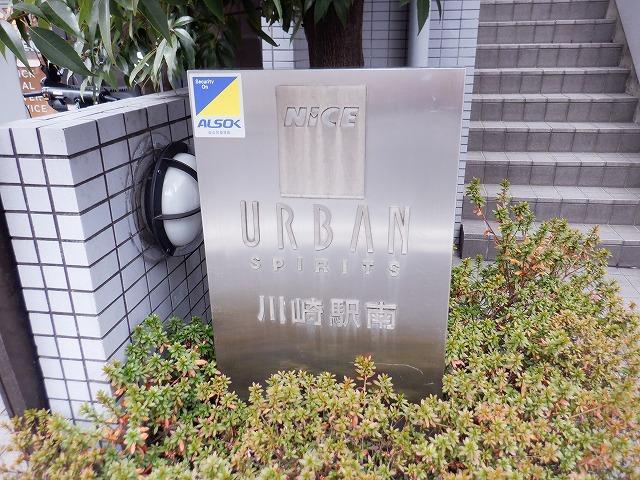 Security
On
ALSOK
NICE
URBAN
SPIRITS
川崎駅南